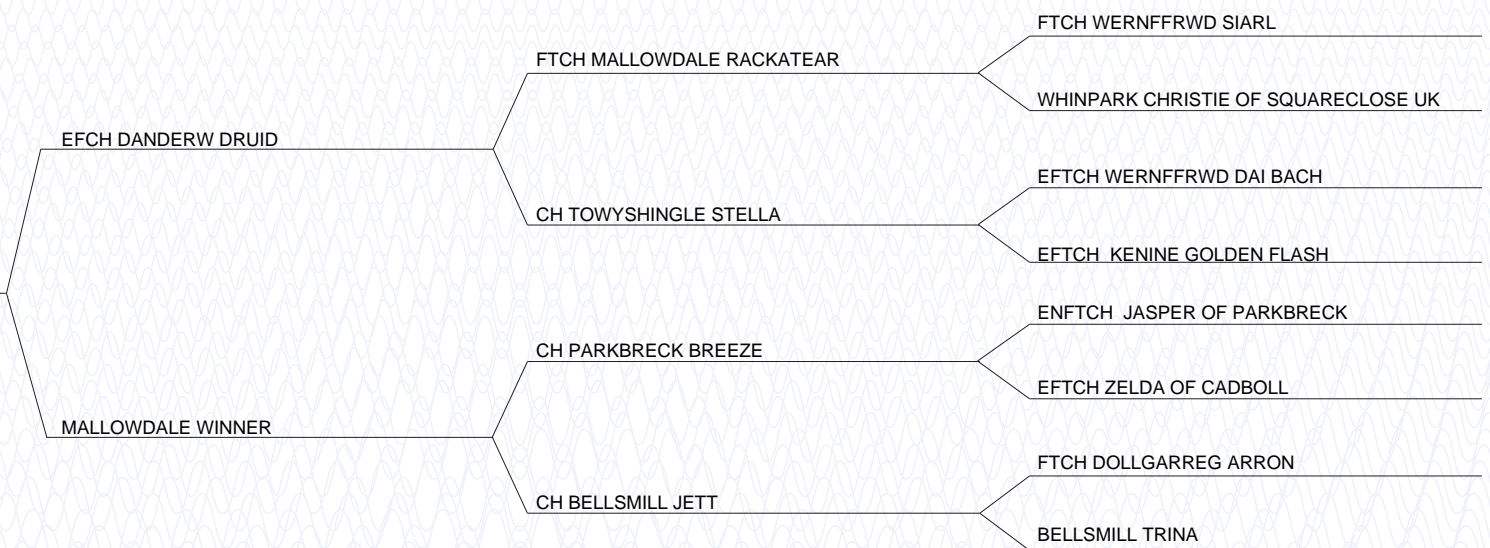 FTCH WERNFFRWD SIARL
FTCH MALLOWDALE RACKATEAR
WHINPARK CHRISTIE OF SQUARECLOSE UK
EFCH DANDERW DRUID
EFTCH WERNFFRWD DAI BACH
CH TOWYSHINGLE STELLA
EFTCH  KENINE GOLDEN FLASH
ENFTCH  JASPER OF PARKBRECK
CH PARKBRECK BREEZE
EFTCH ZELDA OF CADBOLL
MALLOWDALE WINNER
FTCH DOLLGARREG ARRON
CH BELLSMILL JETT
BELLSMILL TRINA